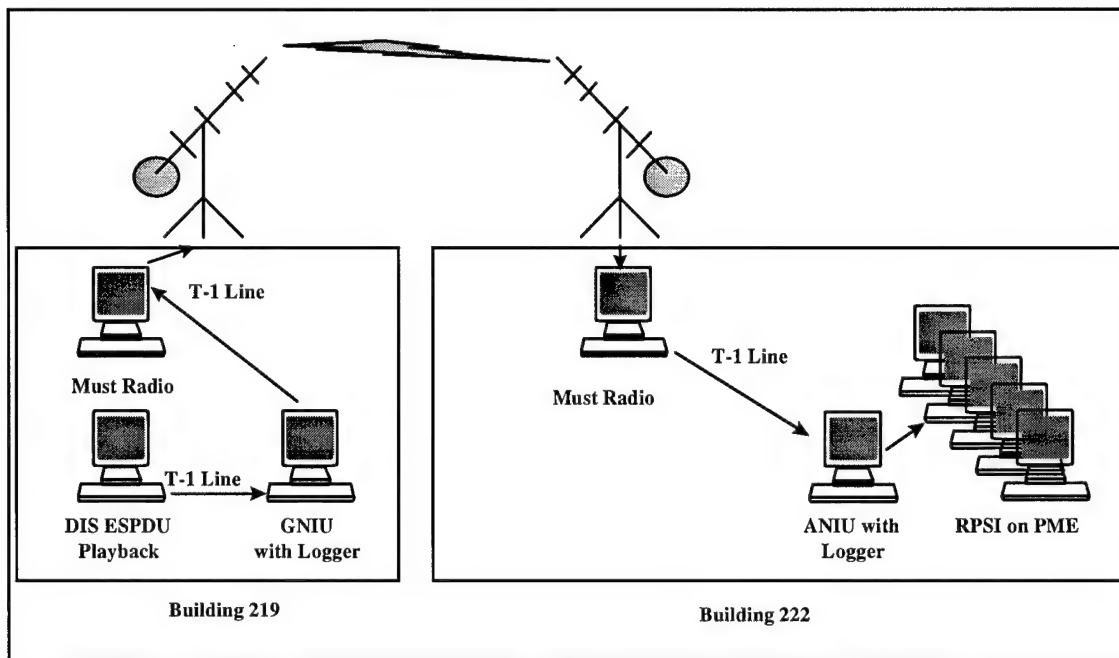 T-1 Line
Must Radio
T-1 Line
DIS ESPDU
Playback
GNIU
with Logger
Building 219
T-1 Line
Must Radio
ANIU with
Logger
RPSI on PME
Building 222